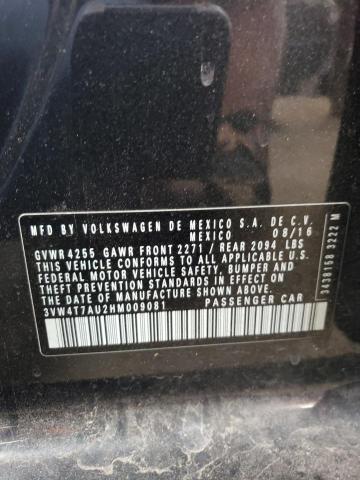 MFD BY VOLKSWAGEN DE MEXICO S.A. DE C.V.
MEXICO 08/16
GVWR4255 GAWR FRONT 2271 / REAR 2094 LBS
THIS VEHICLE CONFORMS TO ALL APPLICABLE U.S.
FEDERAL MOTOR VEHICLE SAFETY, BUMPER, AND
THEFT PREVENTION STANDARDS IN EFFECT ON THE
DATE OF MANUFACTURE SHOWN ABOVE.
3VW4T7AU2HM009081 PASSENGER CAR
3439158 3222 M